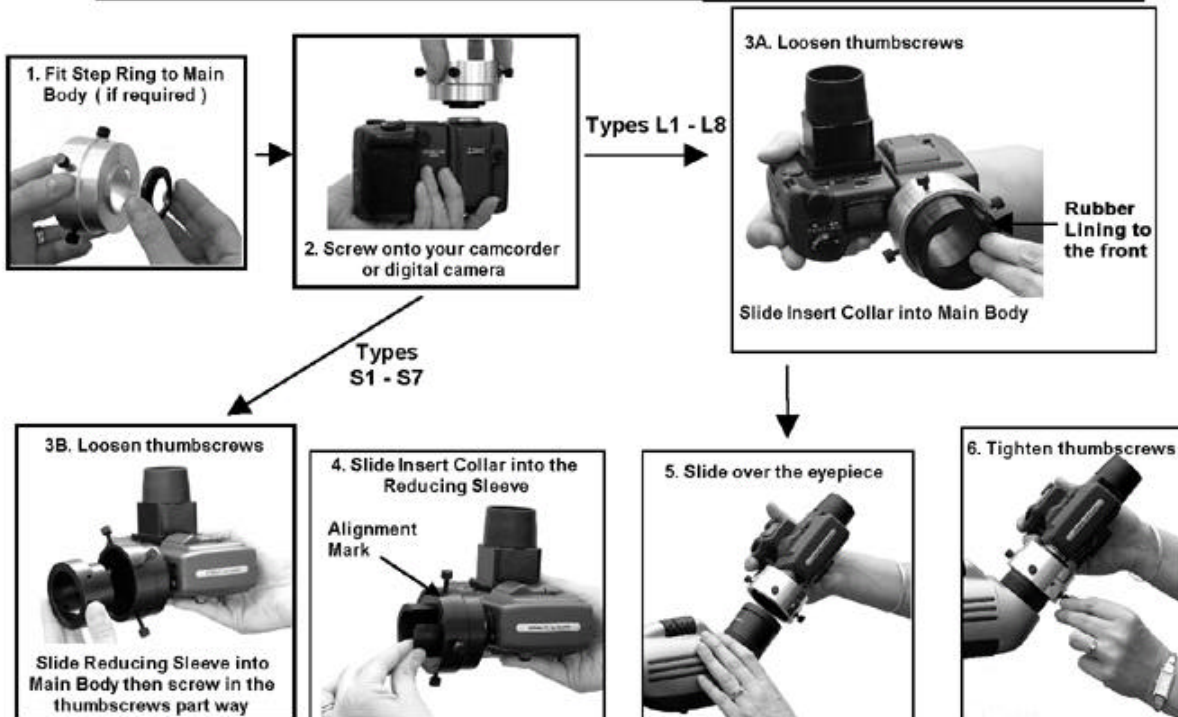 1. Fit Step Ring to Main
Body ( if required )
2. Screw onto your camcorder
or digital camera
Types L1 - L8
3A. Loosen thumbscrews
Rubber
Lining to
the front
Slide Insert Collar into Main Body
Types
S1 - S7
3B. Loosen thumbscrews
Slide Reducing Sleeve into
Main Body then screw in the
thumbscrews part way
4. Slide Insert Collar into the
Reducing Sleeve
Alignment
Mark
5. Slide over the eyepiece
6. Tighten thumbscrews